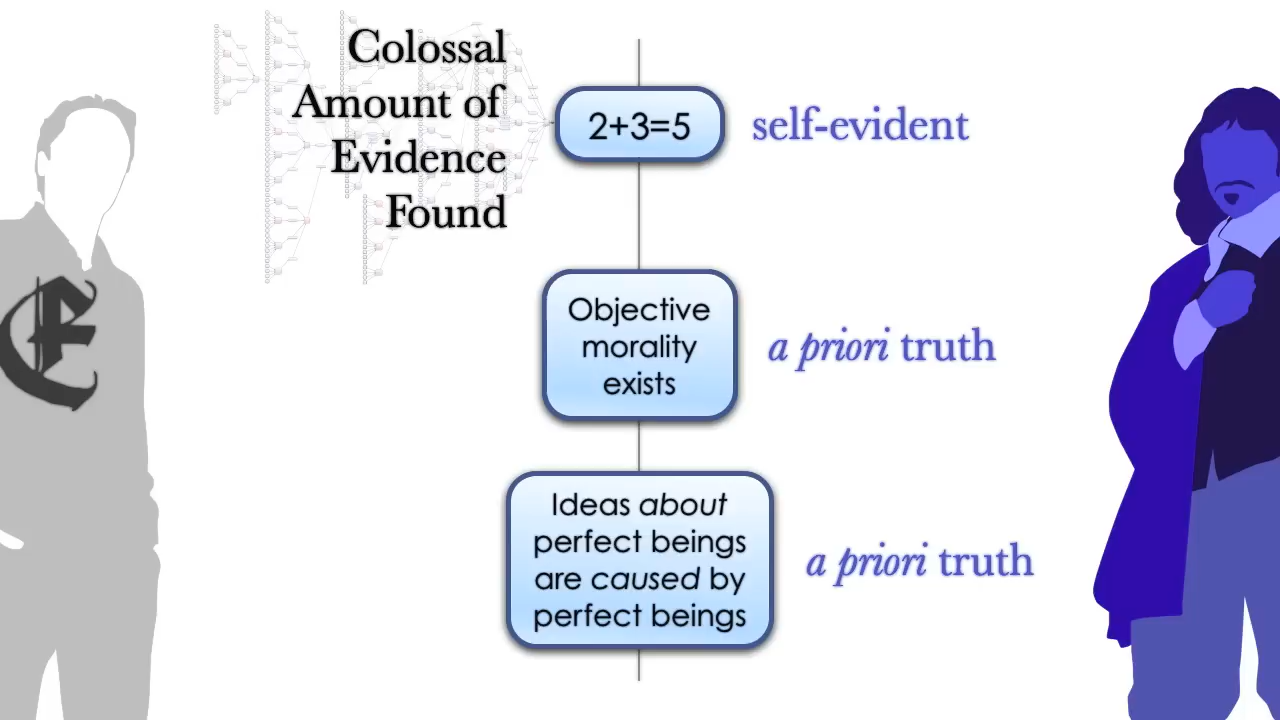 Colossal
Amount of
Evidence
Found
2+3=5
self-evident
Objective
morality
exists
a priori truth
Ideas about
perfect beings
are caused by
perfect beings
a priori truth